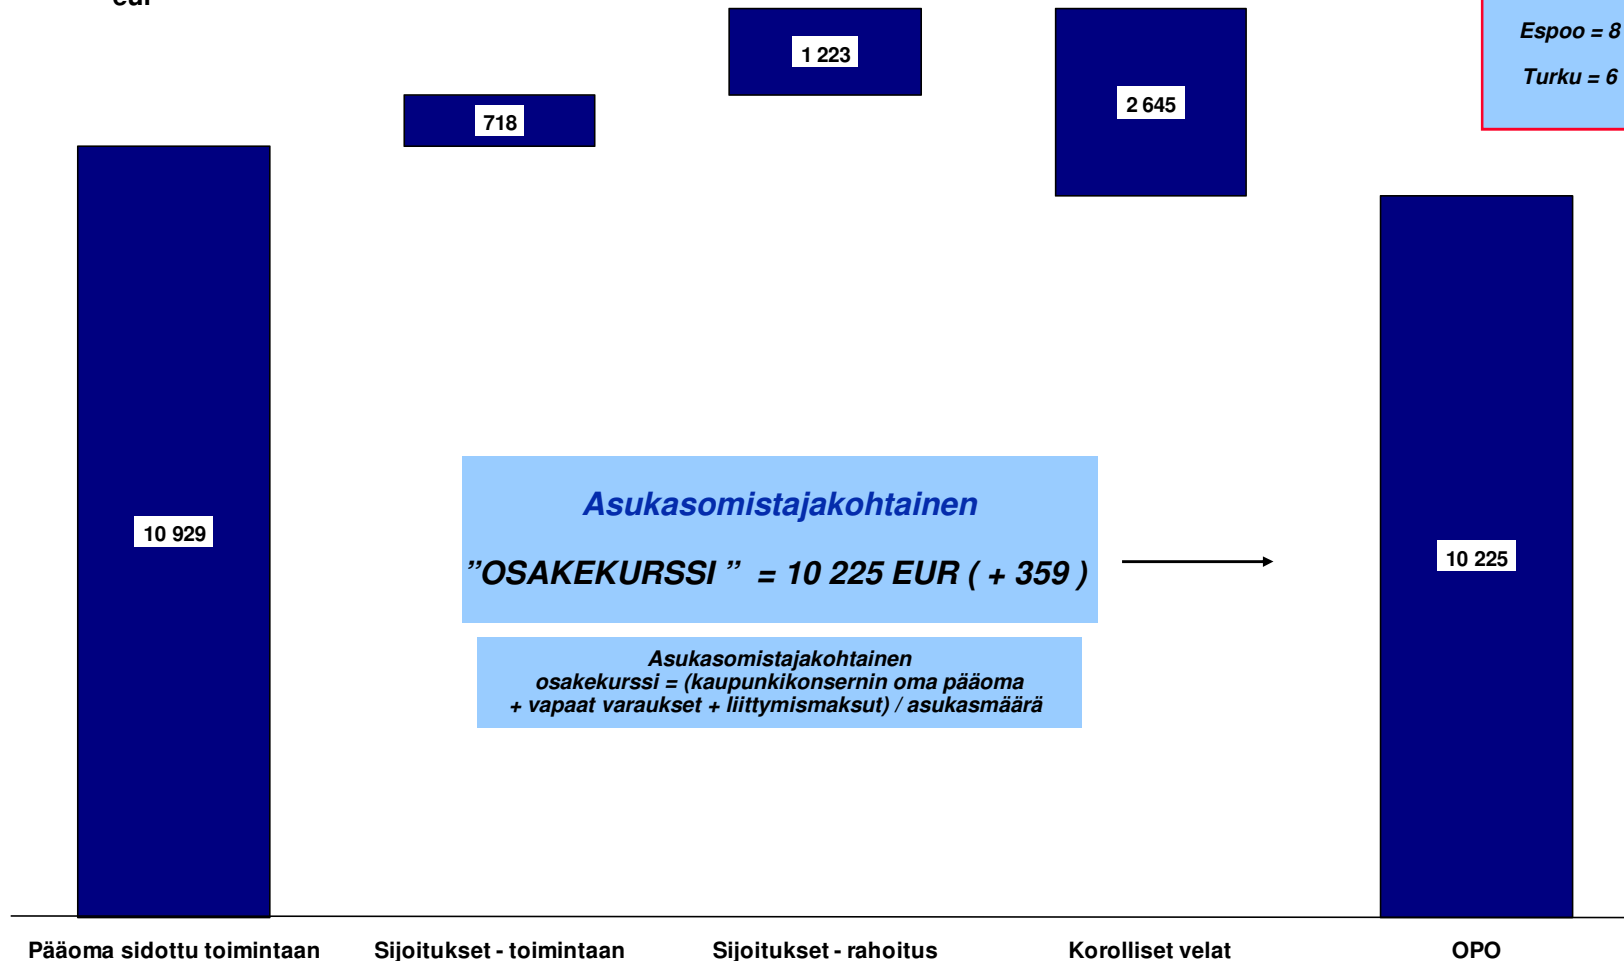 eur
1 223
Espoo = 8
Turku = 6
2 645
718
Asukasomistajakohtainen
”OSAKEKURSSI ” = 10 225 EUR ( + 359 )
10 929
10 225
Asukasomistajakohtainen
osakekurssi = (kaupunkikonsernin oma pääoma
+ vapaat varaukset + liittymismaksut) / asukasmäärä
Pääoma sidottu toimintaan
Sijoitukset - toimintaan
Sijoitukset - rahoitus
Korolliset velat
OPO